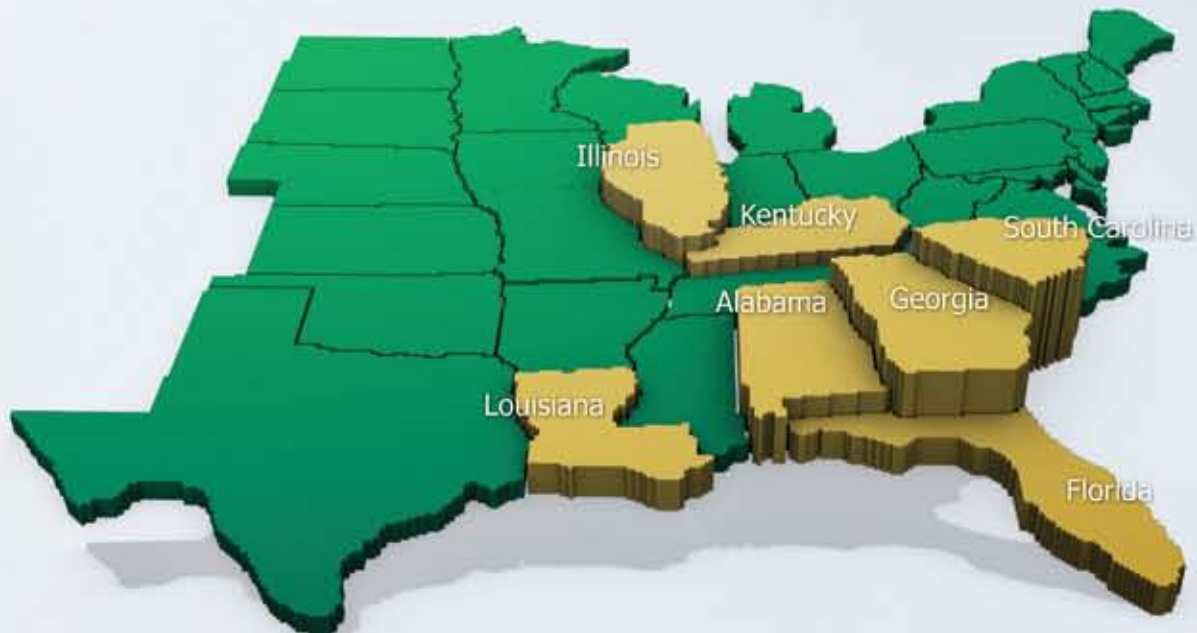 Illinois
Kentucky
South Carolina
Alabama
Georgia
Louisiana
Florida